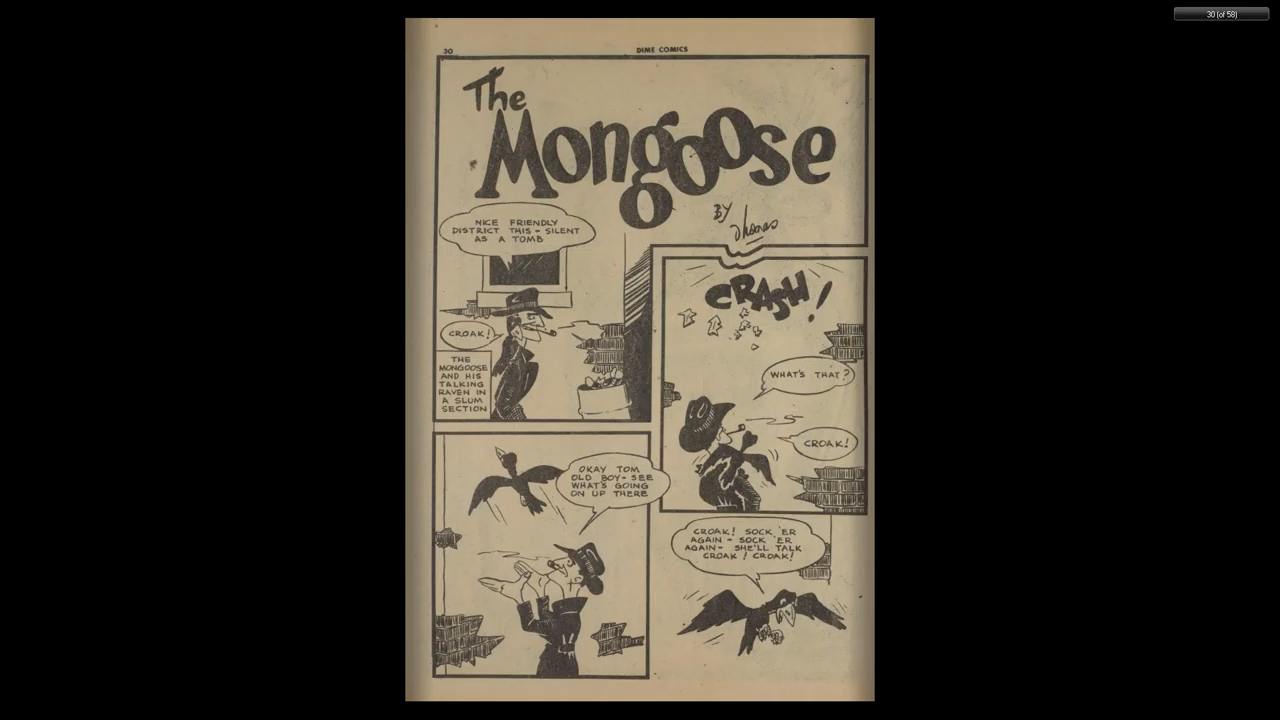 30 (of 58)
30
DIME COMICS
The
Mongoose
BY
NICE FRIENDLY
DISTRICT THIS - SILENT
AS A TOMB
CROAK!
THE
MONGOOSE
AND HIS
TALKING
RAVEN IN
A SLUM
SECTION
CRASH!
WHAT'S THAT?
CROAK!
OKAY TOM
OLD BOY - SEE
WHAT'S GOING
ON UP THERE
CROAK! SOCK 'ER
AGAIN - SOCK 'ER
AGAIN - SHE'LL TALK
CROAK! CROAK!